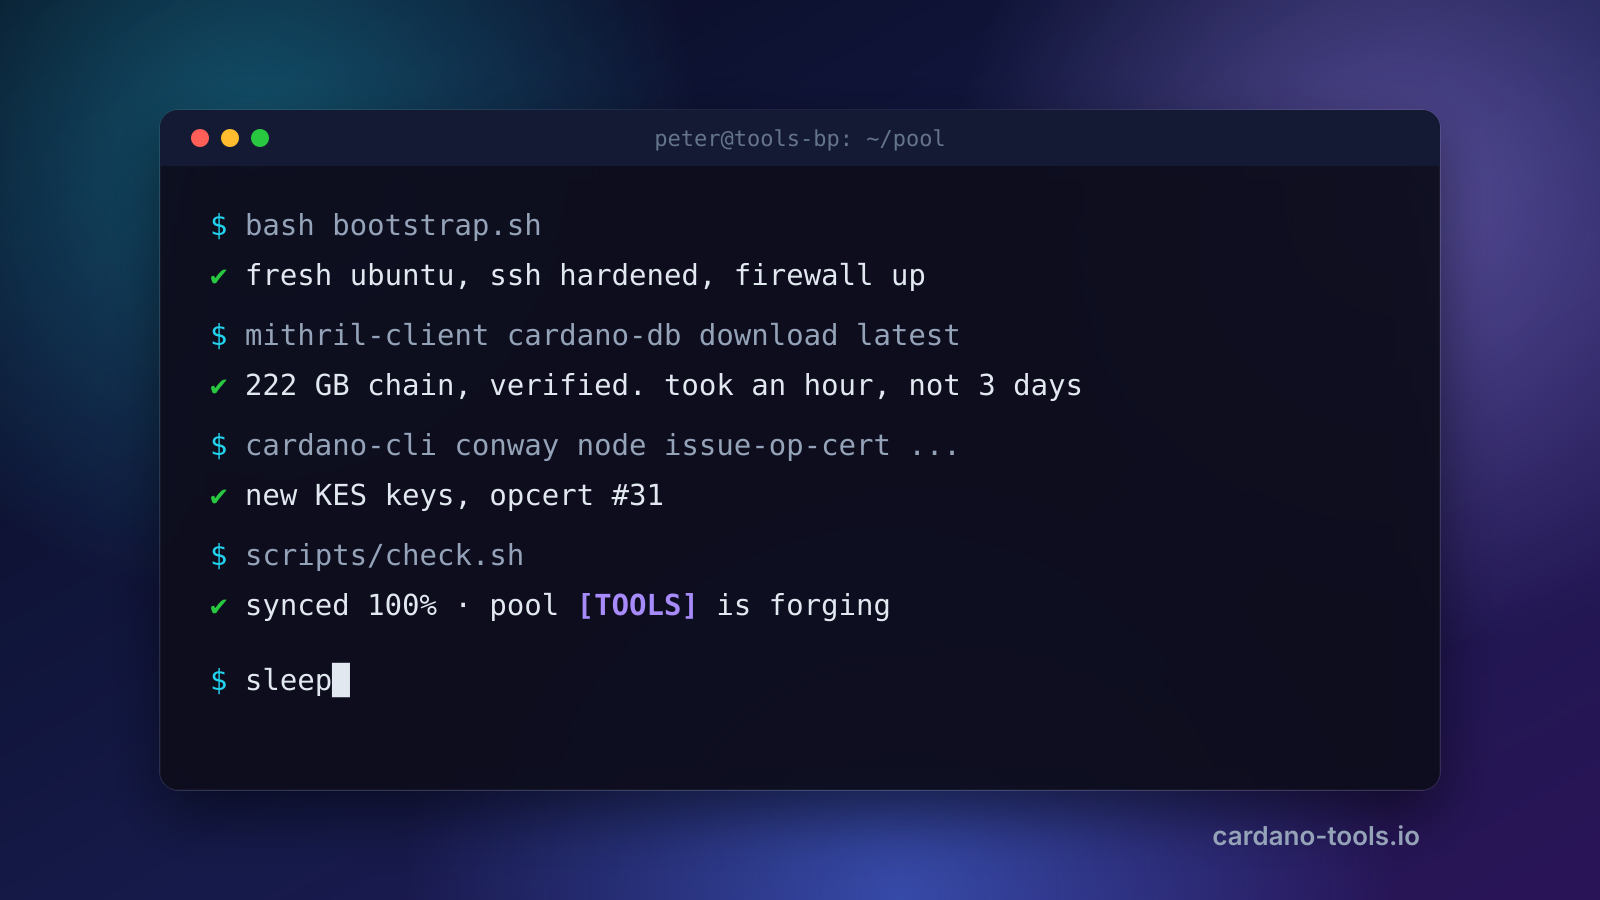 peter@tools-bp: ~/pool
$ bash bootstrap.sh
✔ fresh ubuntu, ssh hardened, firewall up
$ mithril-client cardano-db download latest
✔ 222 GB chain, verified. took an hour, not 3 days
$ cardano-cli conway node issue-op-cert ...
✔ new KES keys, opcert #31
$ scripts/check.sh
✔ synced 100% · pool [TOOLS] is forging
$ sleep
cardano-tools.io